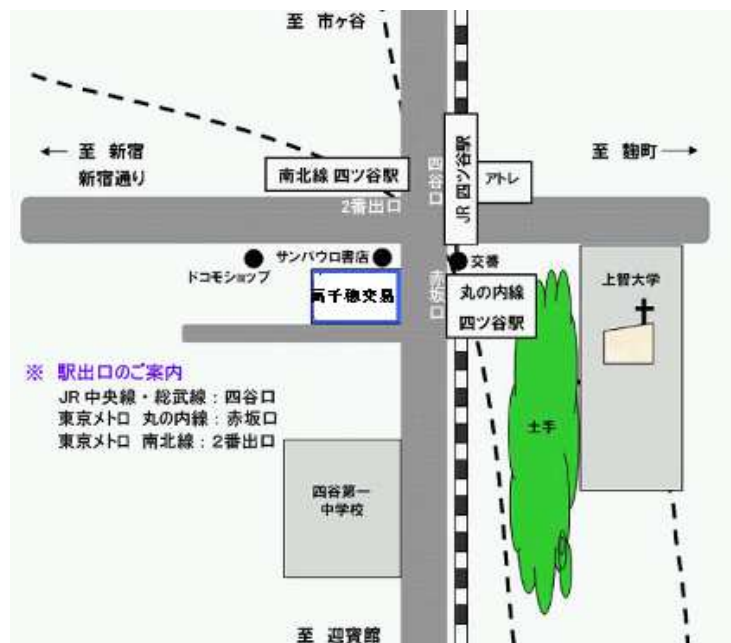 至 市ヶ谷
← 至 新宿
新宿通り
南北線 四ツ谷駅
2番出口
四谷口
JR 四ツ谷駅
アトレ
至 麹町 →
ドコモショップ
サンパウロ書店
高千穂交易
赤坂口
交番
丸の内線
四ツ谷駅
上智大学
土手
※ 駅出口のご案内
JR 中央線・総武線：四谷口
東京メトロ 丸の内線：赤坂口
東京メトロ 南北線：2番出口
四谷第一
中学校
至 迎賓館